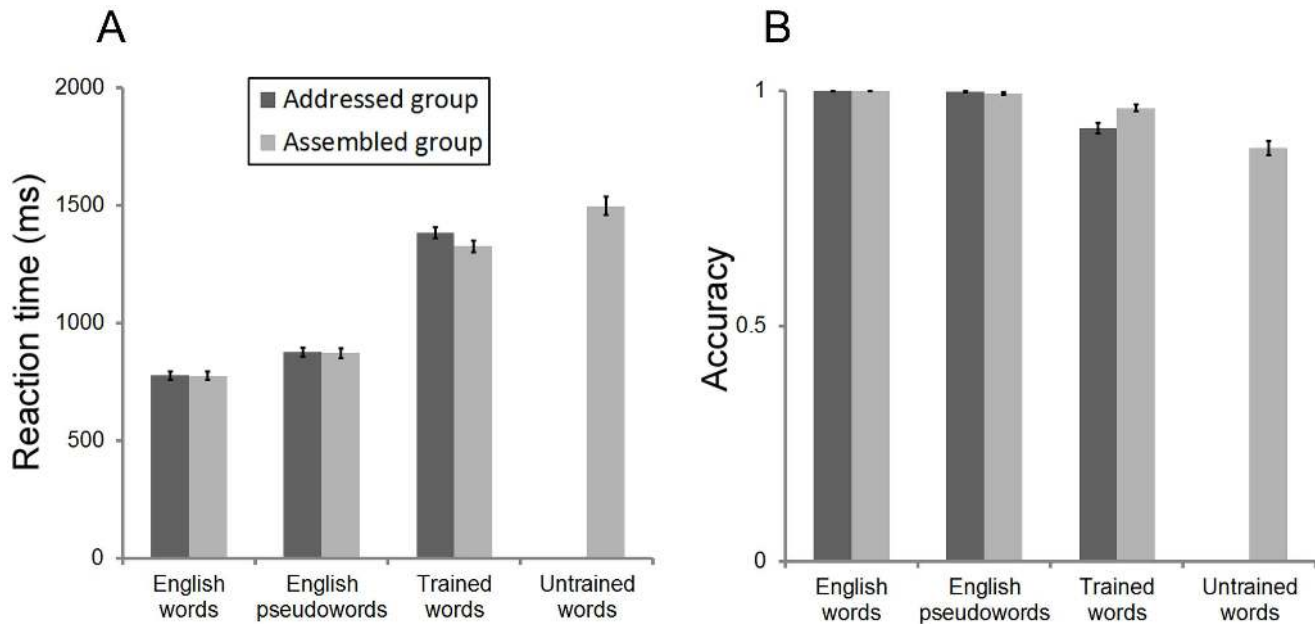 A
Reaction time (ms)
2000
1500
1000
500
0
Addressed group
Assembled group
English
words
English
pseudowords
Trained
words
Untrained
words
B
Accuracy
1
0.5
0
English
words
English
pseudowords
Trained
words
Untrained
words